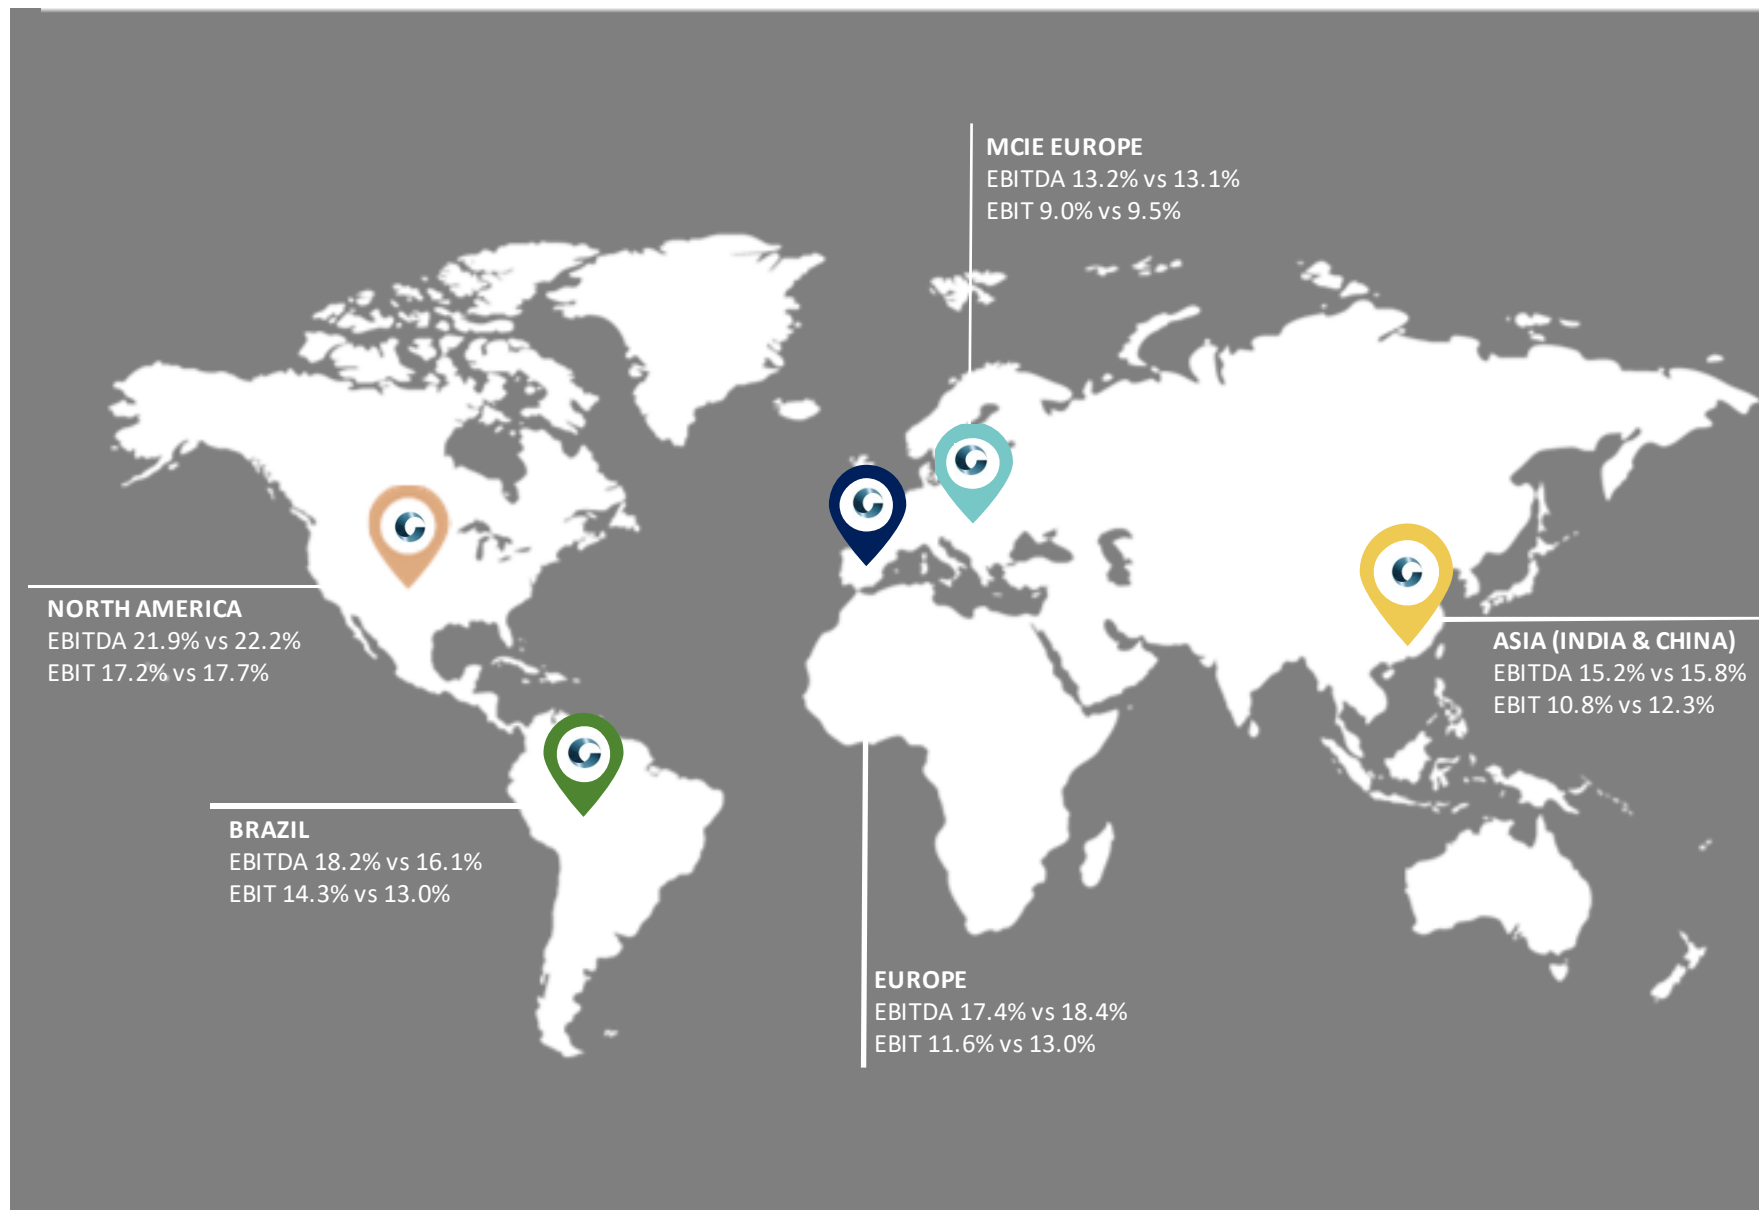 MCIE EUROPE
EBITDA 13.2% vs 13.1%
EBIT 9.0% vs 9.5%
NORTH AMERICA
EBITDA 21.9% vs 22.2%
EBIT 17.2% vs 17.7%
ASIA (INDIA & CHINA)
EBITDA 15.2% vs 15.8%
EBIT 10.8% vs 12.3%
BRAZIL
EBITDA 18.2% vs 16.1%
EBIT 14.3% vs 13.0%
EUROPE
EBITDA 17.4% vs 18.4%
EBIT 11.6% vs 13.0%